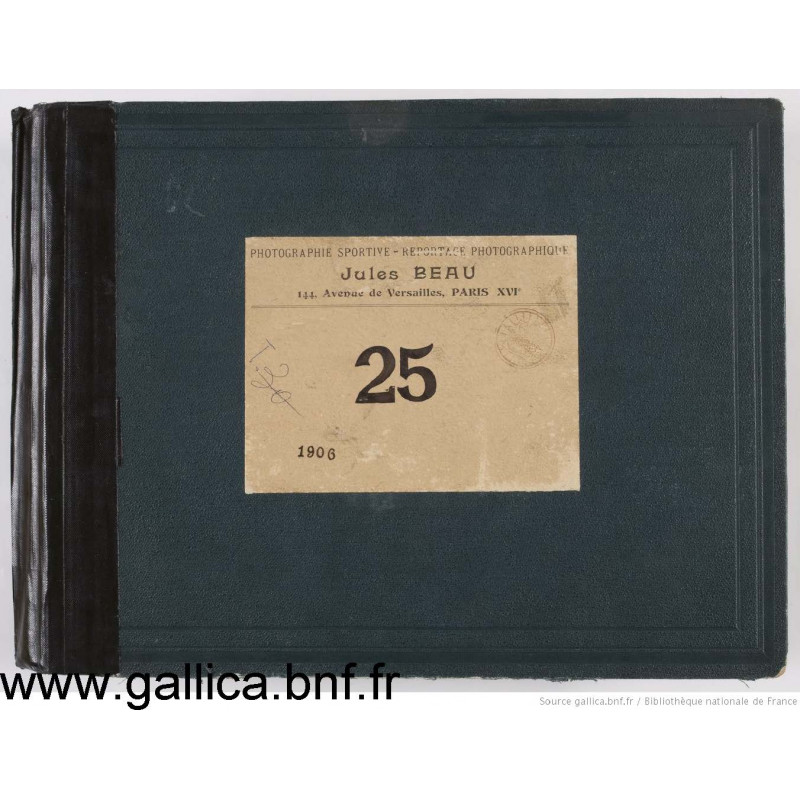 PHOTOGRAPHIE SPORTIVE - REPORTAGE PHOTOGRAPHIQUE
Jules BEAU
144, Avenue de Versailles, PARIS XVIᵉ
25
1906
www.gallica.bnf.fr
Source gallica.bnf.fr / Bibliothèque nationale de France